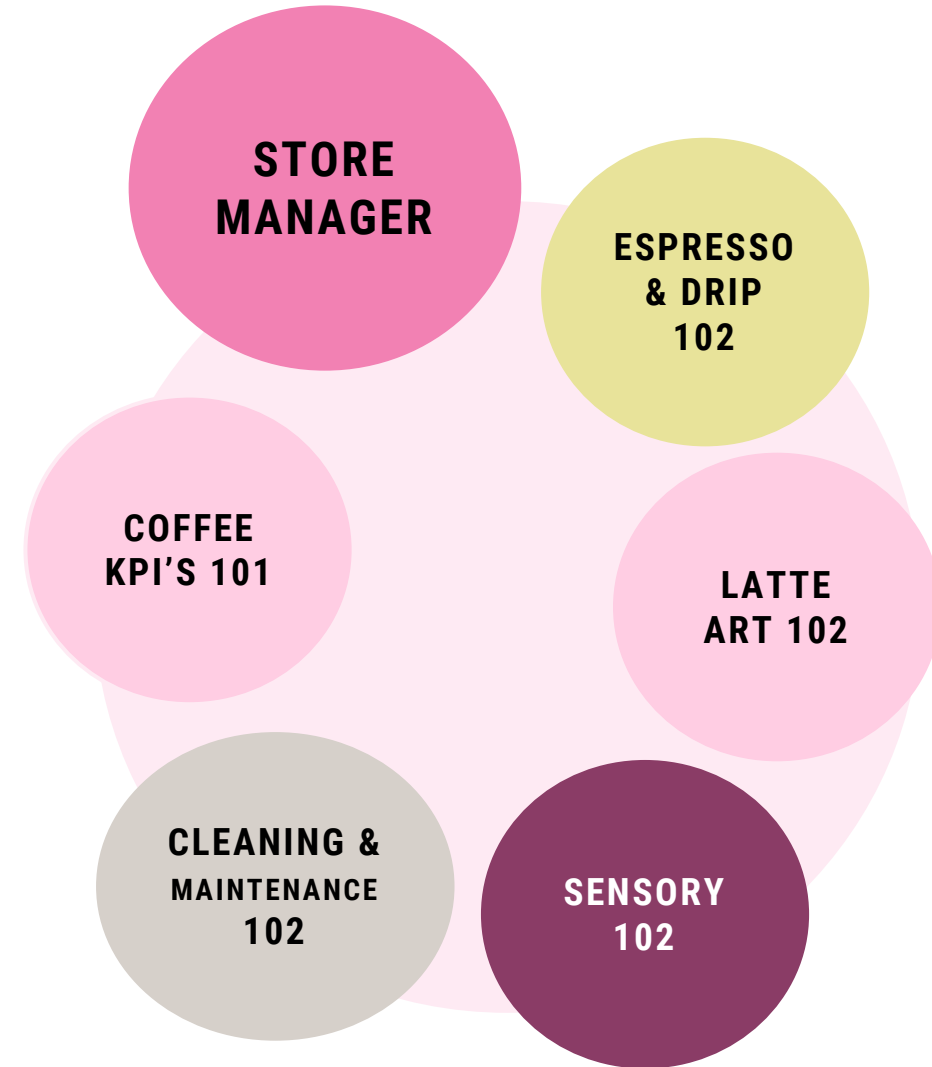 STORE
MANAGER
ESPRESSO
& DRIP
102
COFFEE
KPI’S 101
LATTE
ART 102
CLEANING &
MAINTENANCE
102
SENSORY
102